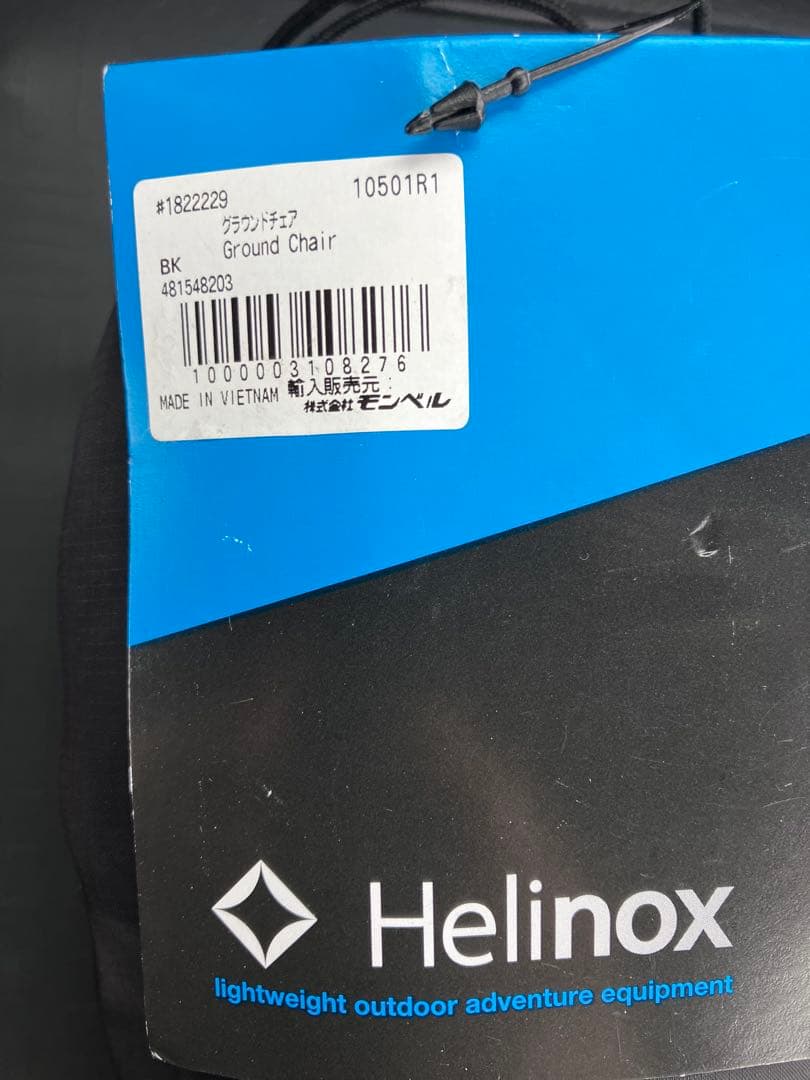 #1822229 10501R1
グラウンドチェア
BK Ground Chair
481548203
1000003108276
MADE IN VIETNAM 輸入販売元:
株式会社 モンベル
Helinox
lightweight outdoor adventure equipment